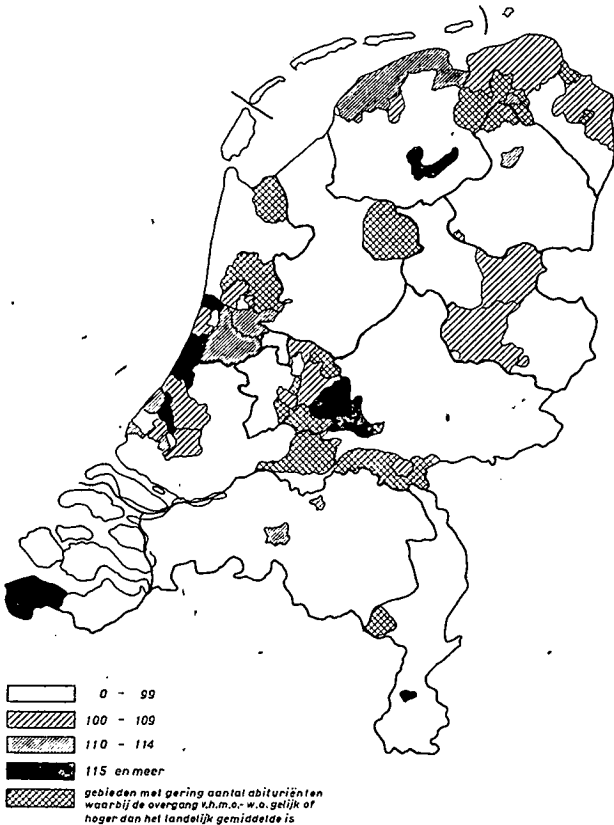 0 - 99
100 - 109
110 - 114
115 en meer
gebieden met gering aantal abituriënten
waarbij de overgang v.h.m.o.- w.o. gelijk of
hoger dan het landelijk gemiddelde is